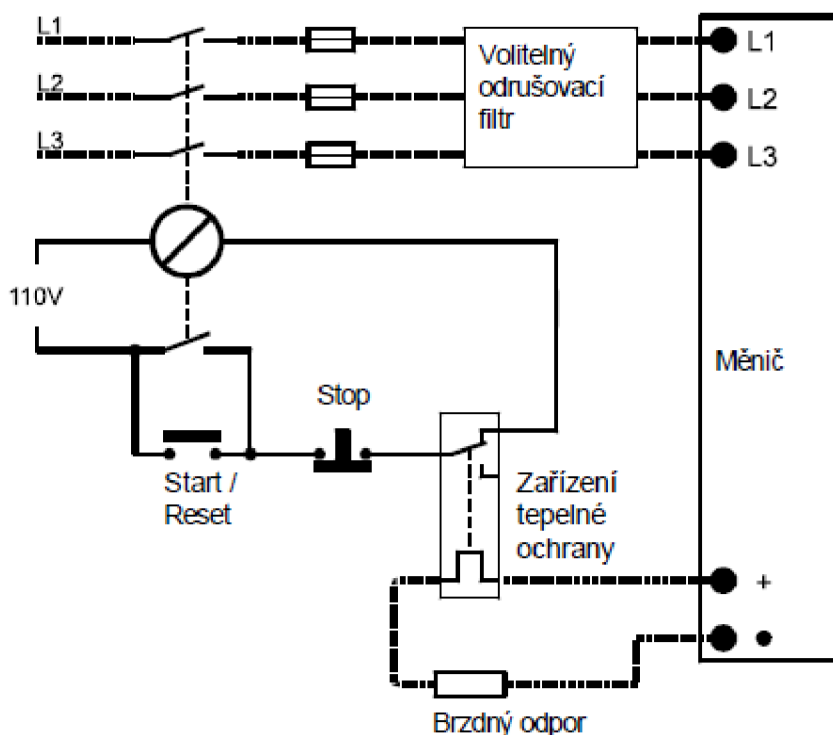 L1
L2
L3
Volitelný
odrušovací
filtr
L1
L2
L3
110V
Měnič
Stop
Start /
Reset
Zařízení
tepelné
ochrany
+
Brzdný odpor